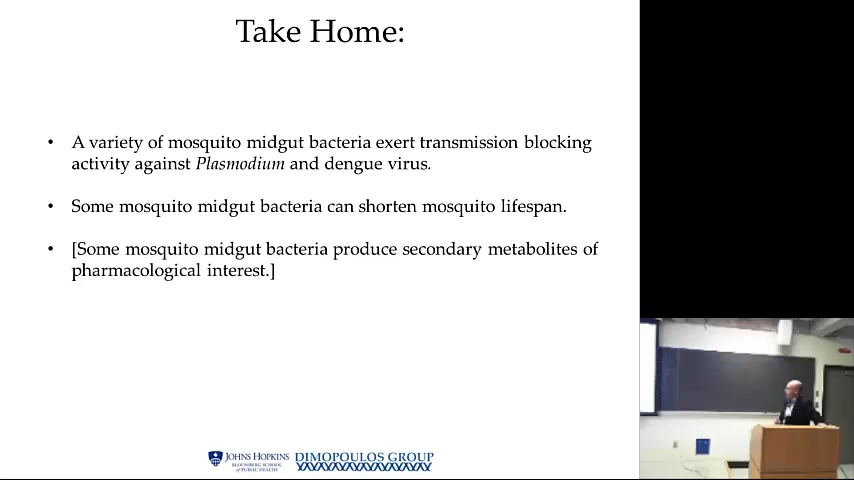 Take Home:
• A variety of mosquito midgut bacteria exert transmission blocking
activity against Plasmodium and dengue virus.
• Some mosquito midgut bacteria can shorten mosquito lifespan.
• [Some mosquito midgut bacteria produce secondary metabolites of
pharmacological interest.]
JOHNS HOPKINS
BLOOMBERG SCHOOL
of PUBLIC HEALTH
DIMOPOULOS GROUP